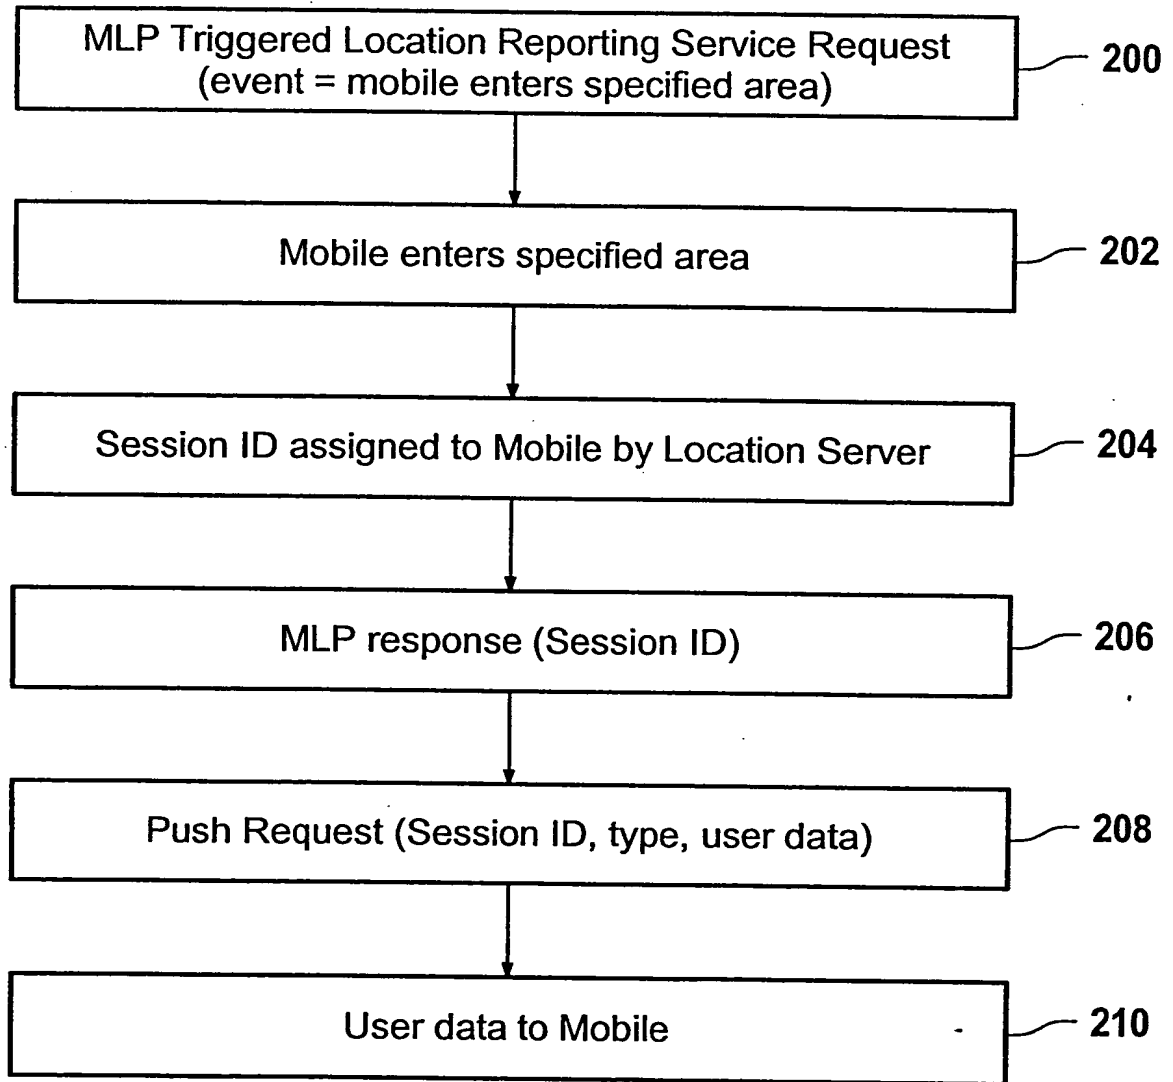 MLP Triggered Location Reporting Service Request
(event = mobile enters specified area)
200
Mobile enters specified area
202
Session ID assigned to Mobile by Location Server
204
MLP response (Session ID)
206
Push Request (Session ID, type, user data)
208
User data to Mobile
210